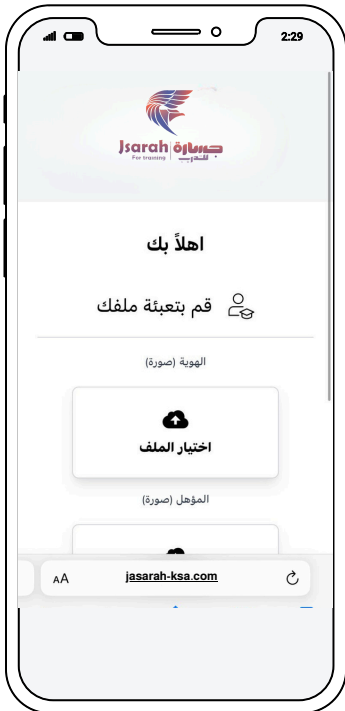 2:29
Jsarah جسارة
For training للتدريب
اهلاً بك
قم بتعبئة ملفك
الهوية (صورة)
اختيار الملف
المؤهل (صورة)
AA jasarah-ksa.com